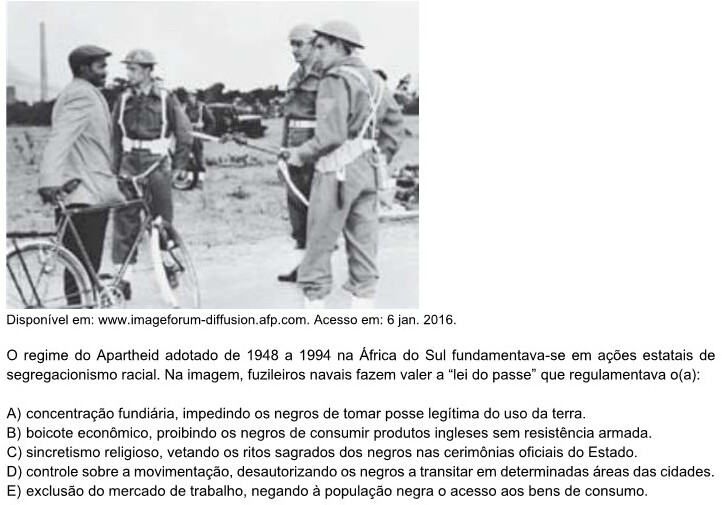 Disponível em: www.imageforum-diffusion.afp.com. Acesso em: 6 jan. 2016.
O regime do Apartheid adotado de 1948 a 1994 na África do Sul fundamentava-se em ações estatais de
segregacionismo racial. Na imagem, fuzileiros navais fazem valer a “lei do passe” que regulamentava o(a):
A) concentração fundiária, impedindo os negros de tomar posse legítima do uso da terra.
B) boicote econômico, proibindo os negros de consumir produtos ingleses sem resistência armada.
C) sincretismo religioso, vetando os ritos sagrados dos negros nas cerimônias oficiais do Estado.
D) controle sobre a movimentação, desautorizando os negros a transitar em determinadas áreas das cidades.
E) exclusão do mercado de trabalho, negando à população negra o acesso aos bens de consumo.